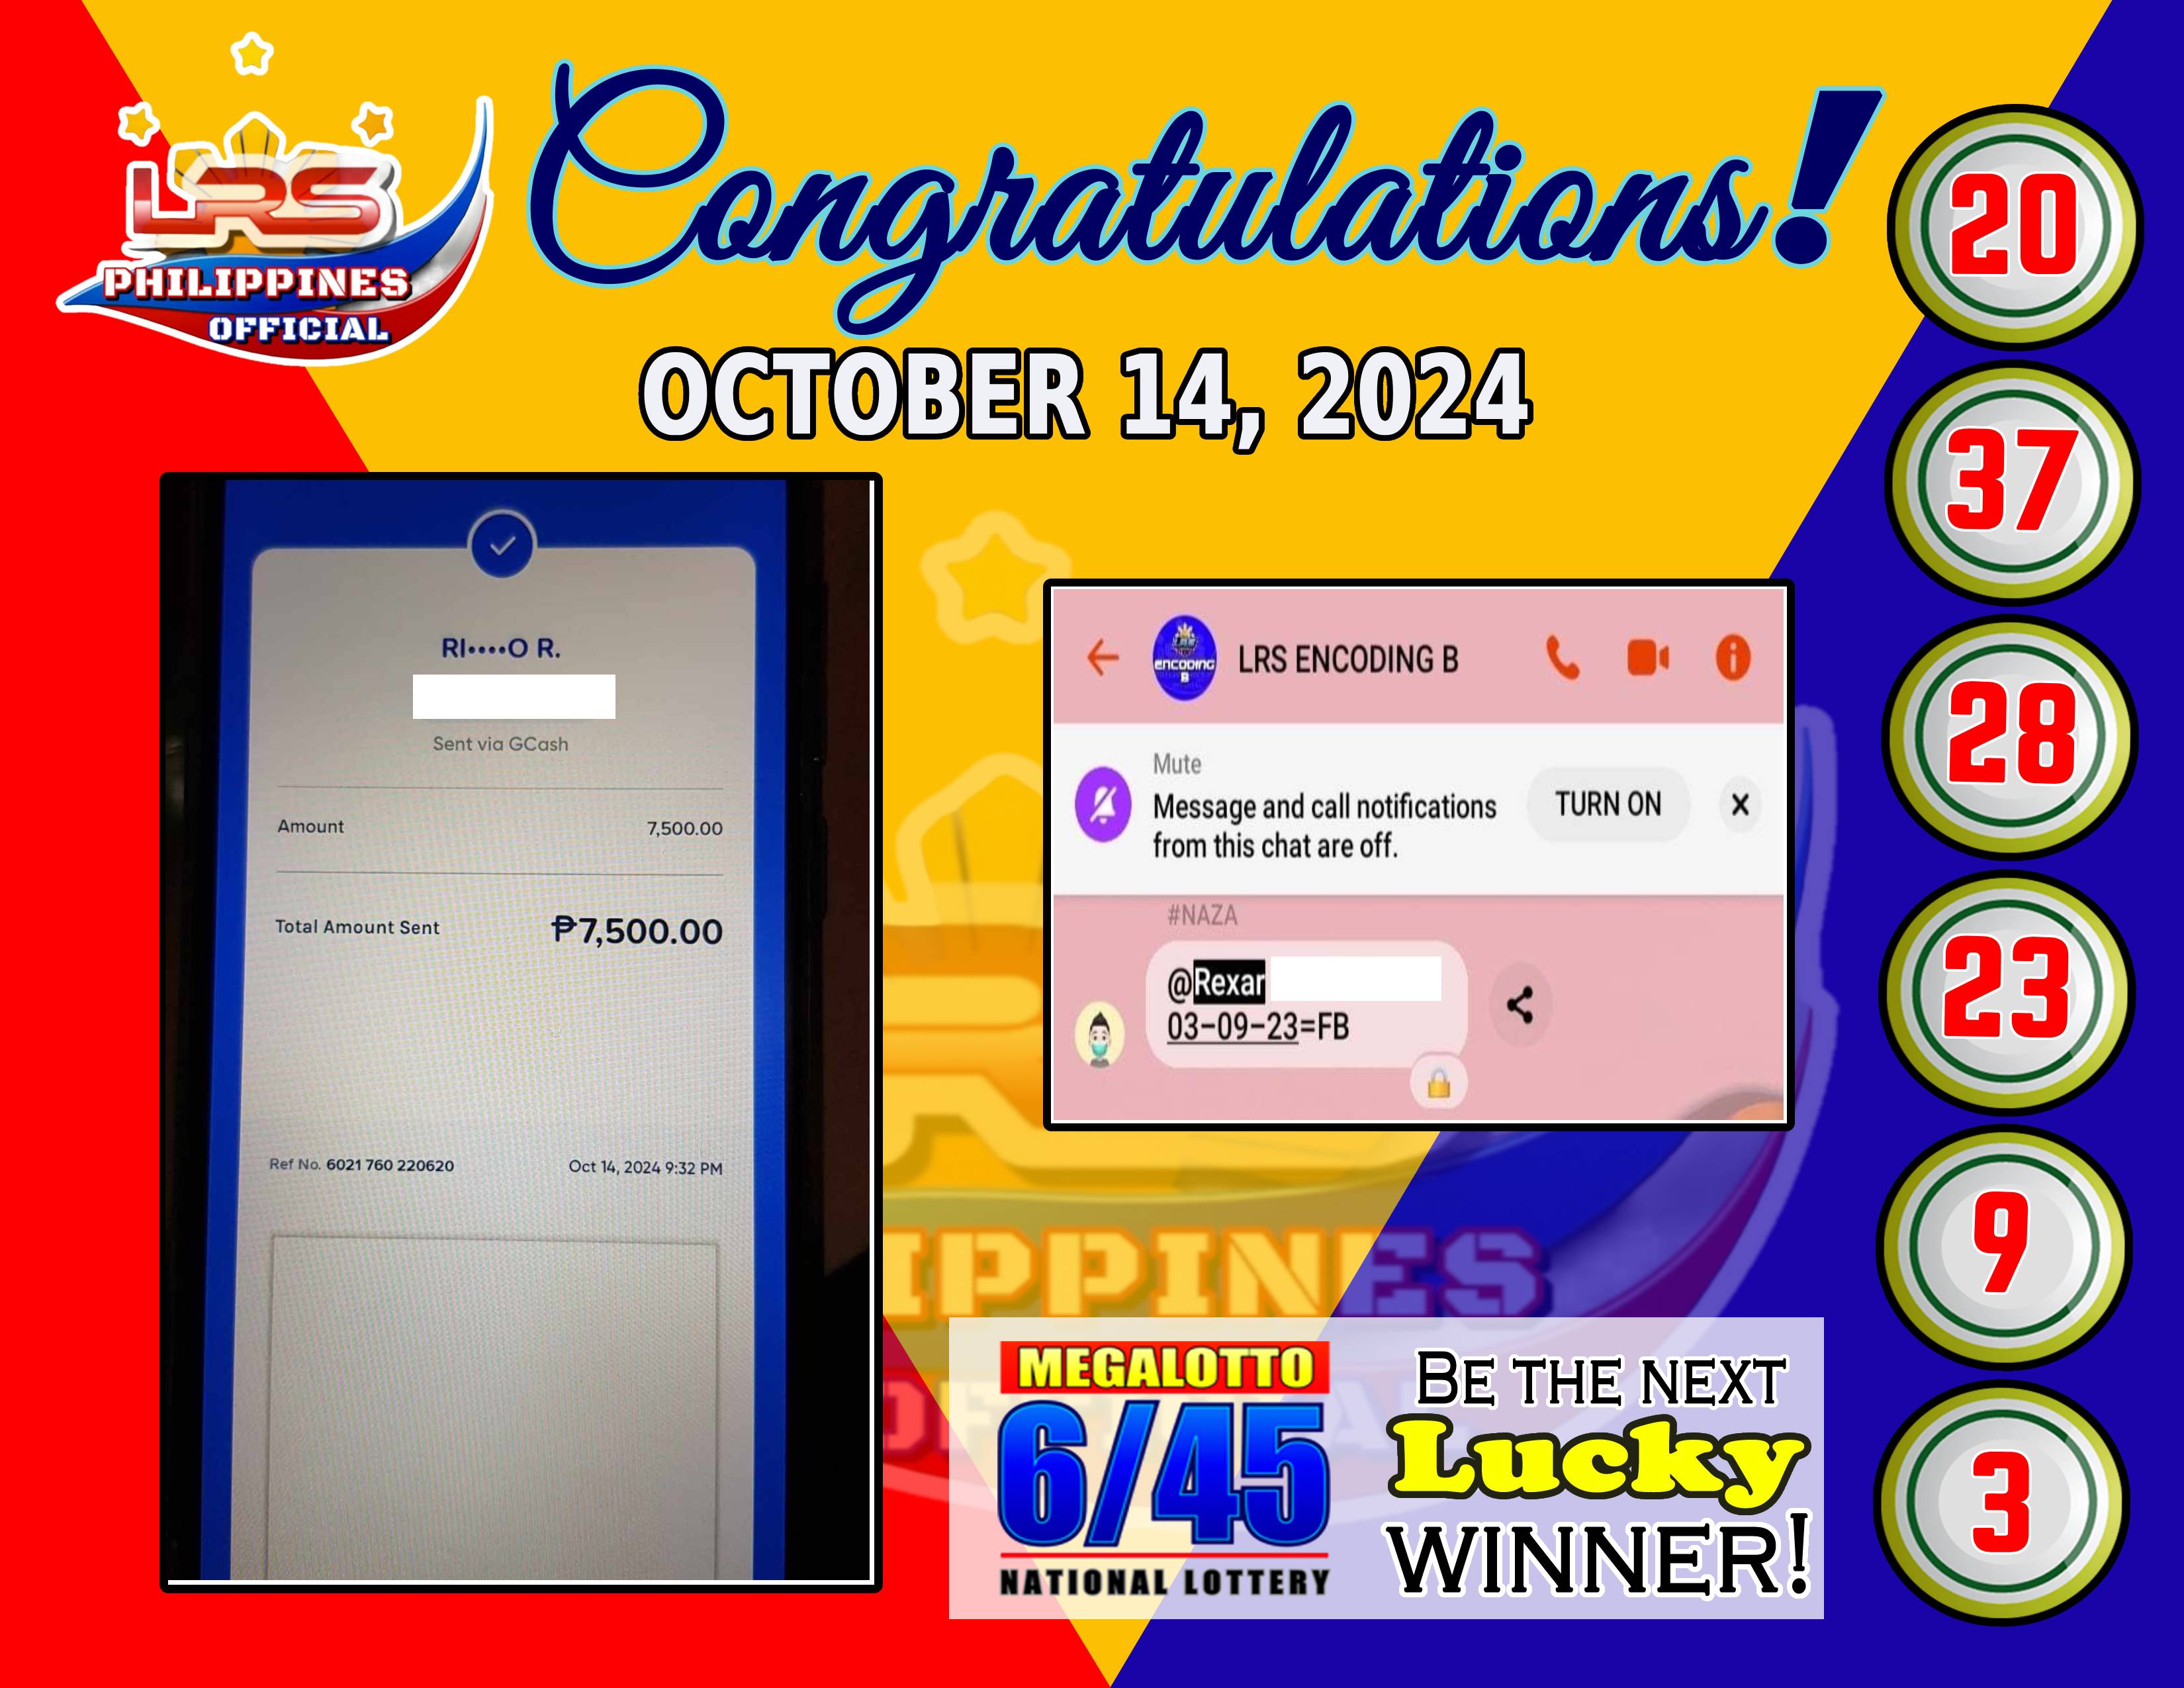 LRS
PHILIPPINES
OFFICIAL
Congratulations!
OCTOBER 14, 2024
RI••••O R.
Sent via GCash
Amount 7,500.00
Total Amount Sent ₱7,500.00
Ref No. 6021 760 220620 Oct 14, 2024 9:32 PM
ENCODING
B
LRS ENCODING B
Mute
Message and call notifications
from this chat are off.
TURN ON
#NAZA
@Rexar
03-09-23=FB
IPPINES
MEGALOTTO
6/45
NATIONAL LOTTERY
BE THE NEXT
Lucky
WINNER!
20
37
28
23
9
3